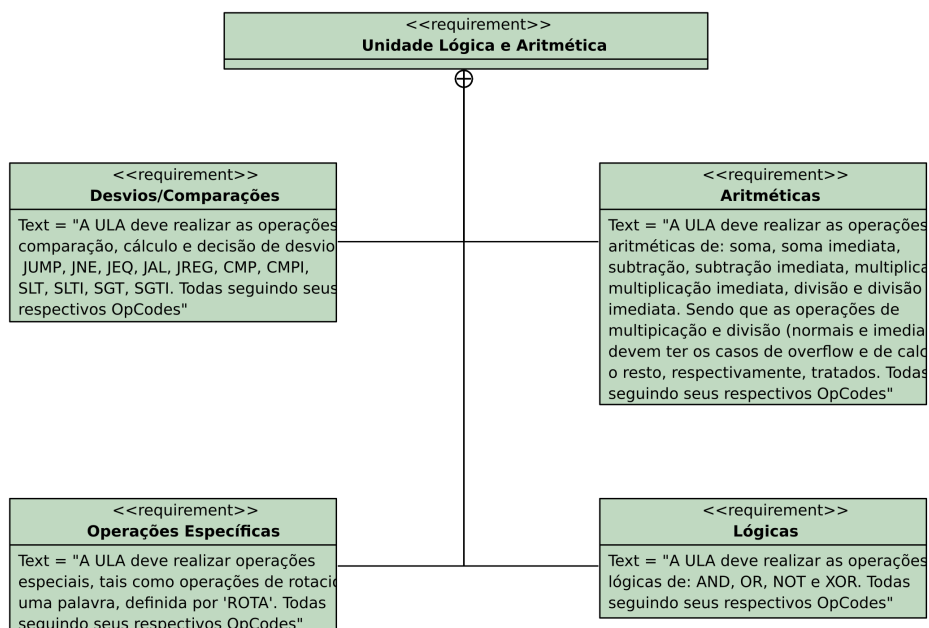 <<requirement>>
Unidade Lógica e Aritmética
<<requirement>>
Desvios/Comparações
Text = "A ULA deve realizar as operações
comparação, cálculo e decisão de desvio
JUMP, JNE, JEQ, JAL, JREG, CMP, CMPI,
SLT, SLTI, SGT, SGTI. Todas seguindo seus
respectivos OpCodes"
<<requirement>>
Aritméticas
Text = "A ULA deve realizar as operações
aritméticas de: soma, soma imediata,
subtração, subtração imediata,
multiplicação imediata, divisão e divisão
imediata. Sendo que as operações de
multipicação e divisão (normais e
devem ter os casos de overflow e de
o resto, respectivamente, tratados. Todas
seguindo seus respectivos OpCodes"
<<requirement>>
Operações Específicas
Text = "A ULA deve realizar operações
especiais, tais como operações de
uma palavra, definida por 'ROTA'. Todas
seguindo seus respectivos OpCodes"
<<requirement>>
Lógicas
Text = "A ULA deve realizar as operações
lógicas de: AND, OR, NOT e XOR. Todas
seguindo seus respectivos OpCodes"